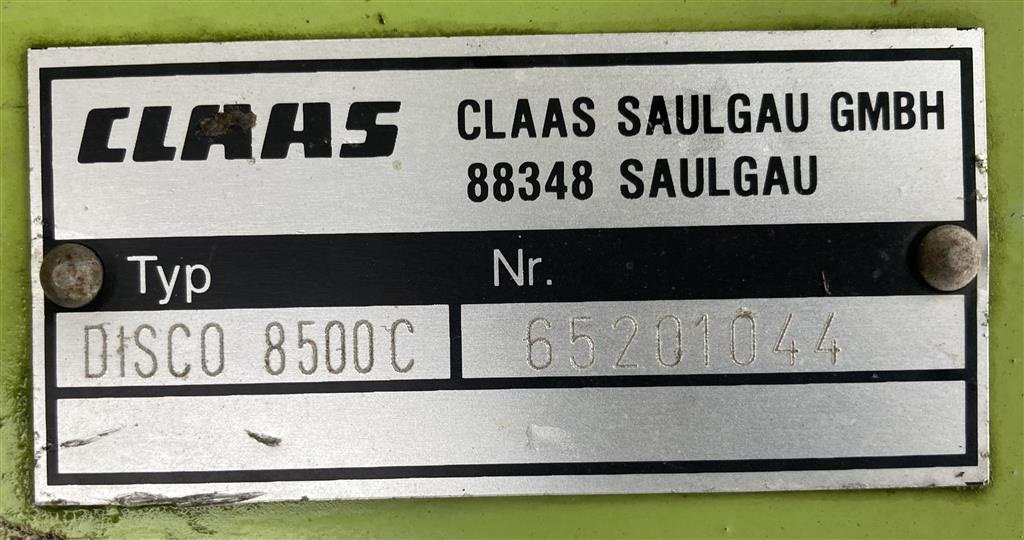 CLAAS
CLAAS SAULGAU GMBH
88348 SAULGAU
Typ
Nr.
DISCO 8500C
65201044